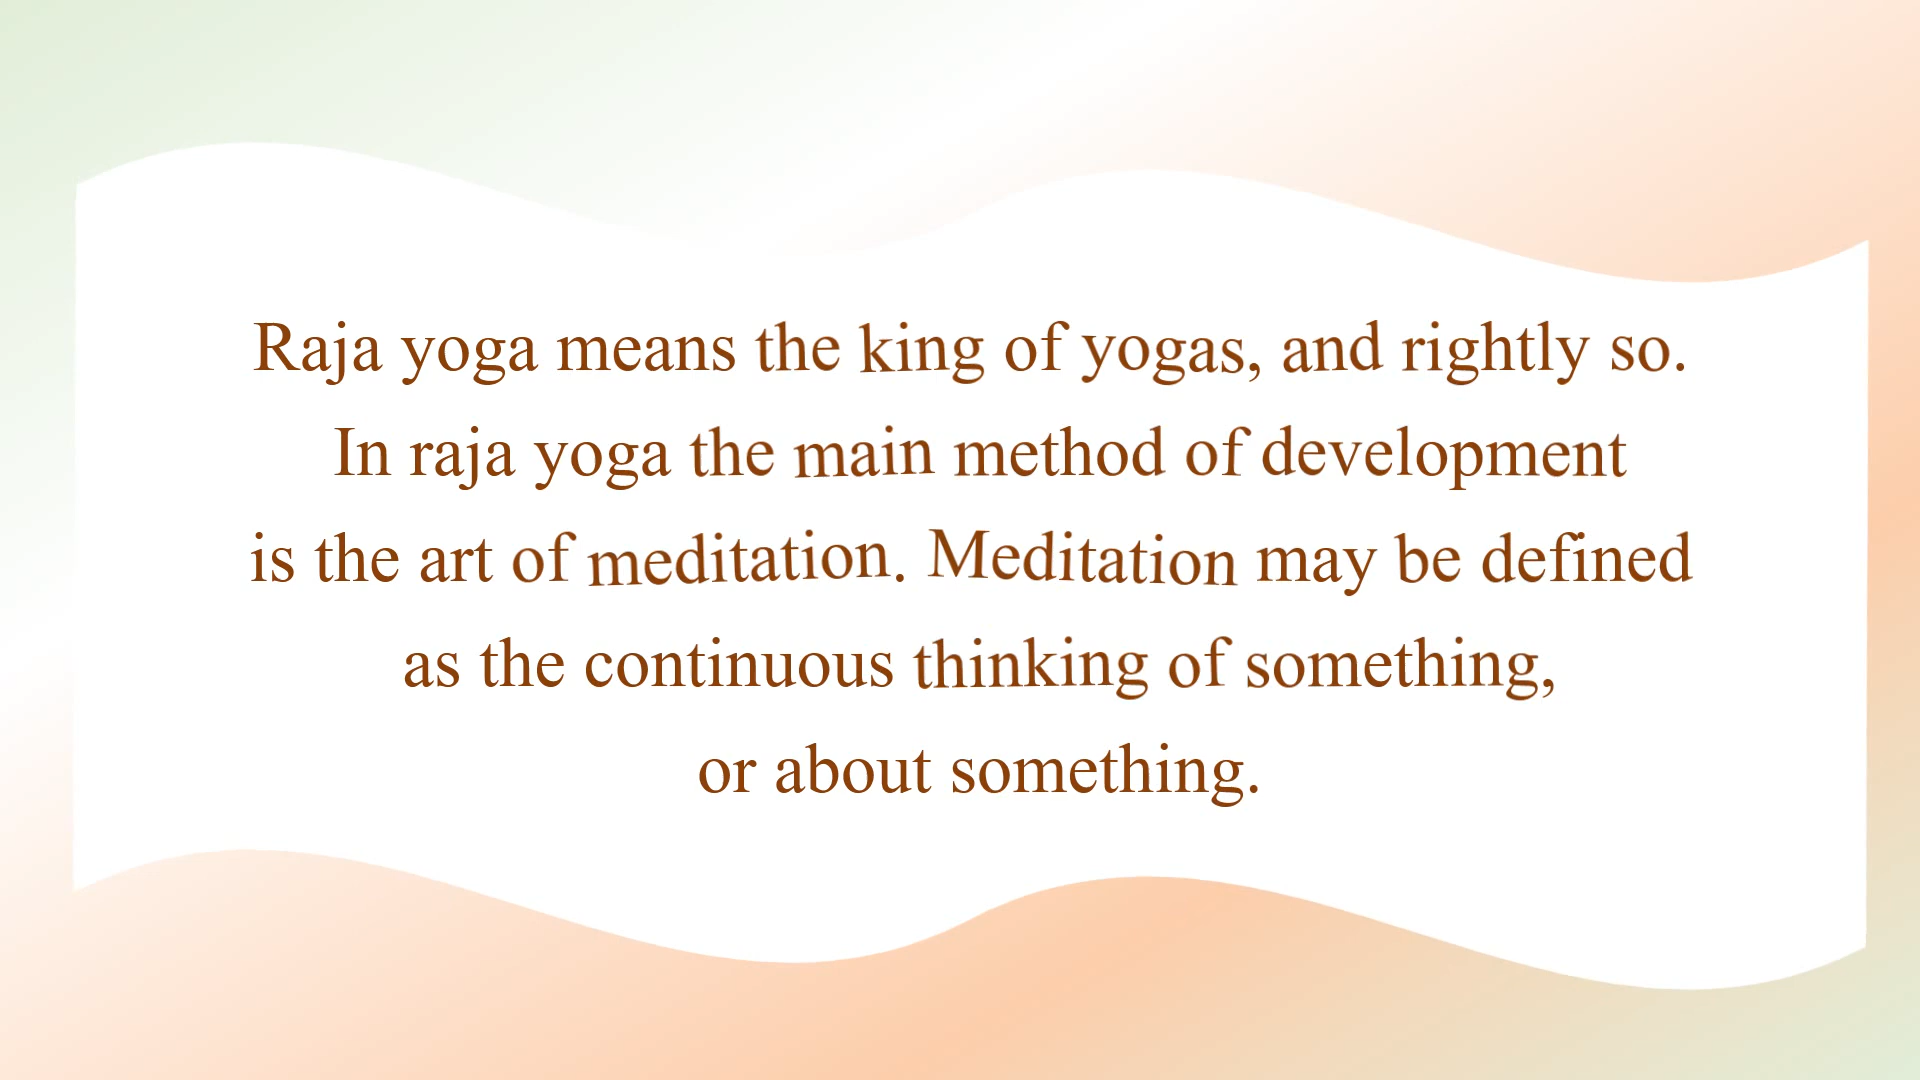 Raja yoga means the king of yogas, and rightly so.
In raja yoga the main method of development
is the art of meditation. Meditation may be defined
as the continuous thinking of something,
or about something.